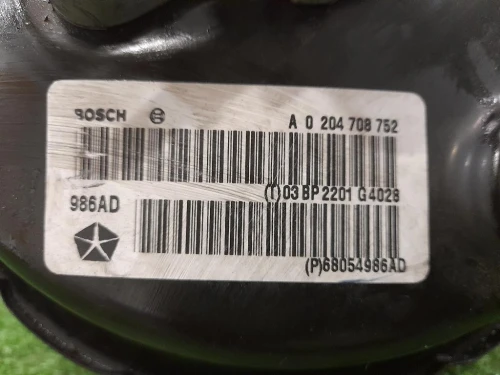 BOSCH A 0 204 708 752
(T)03 BP 2201 G4028
986AD
(P)68054986AD